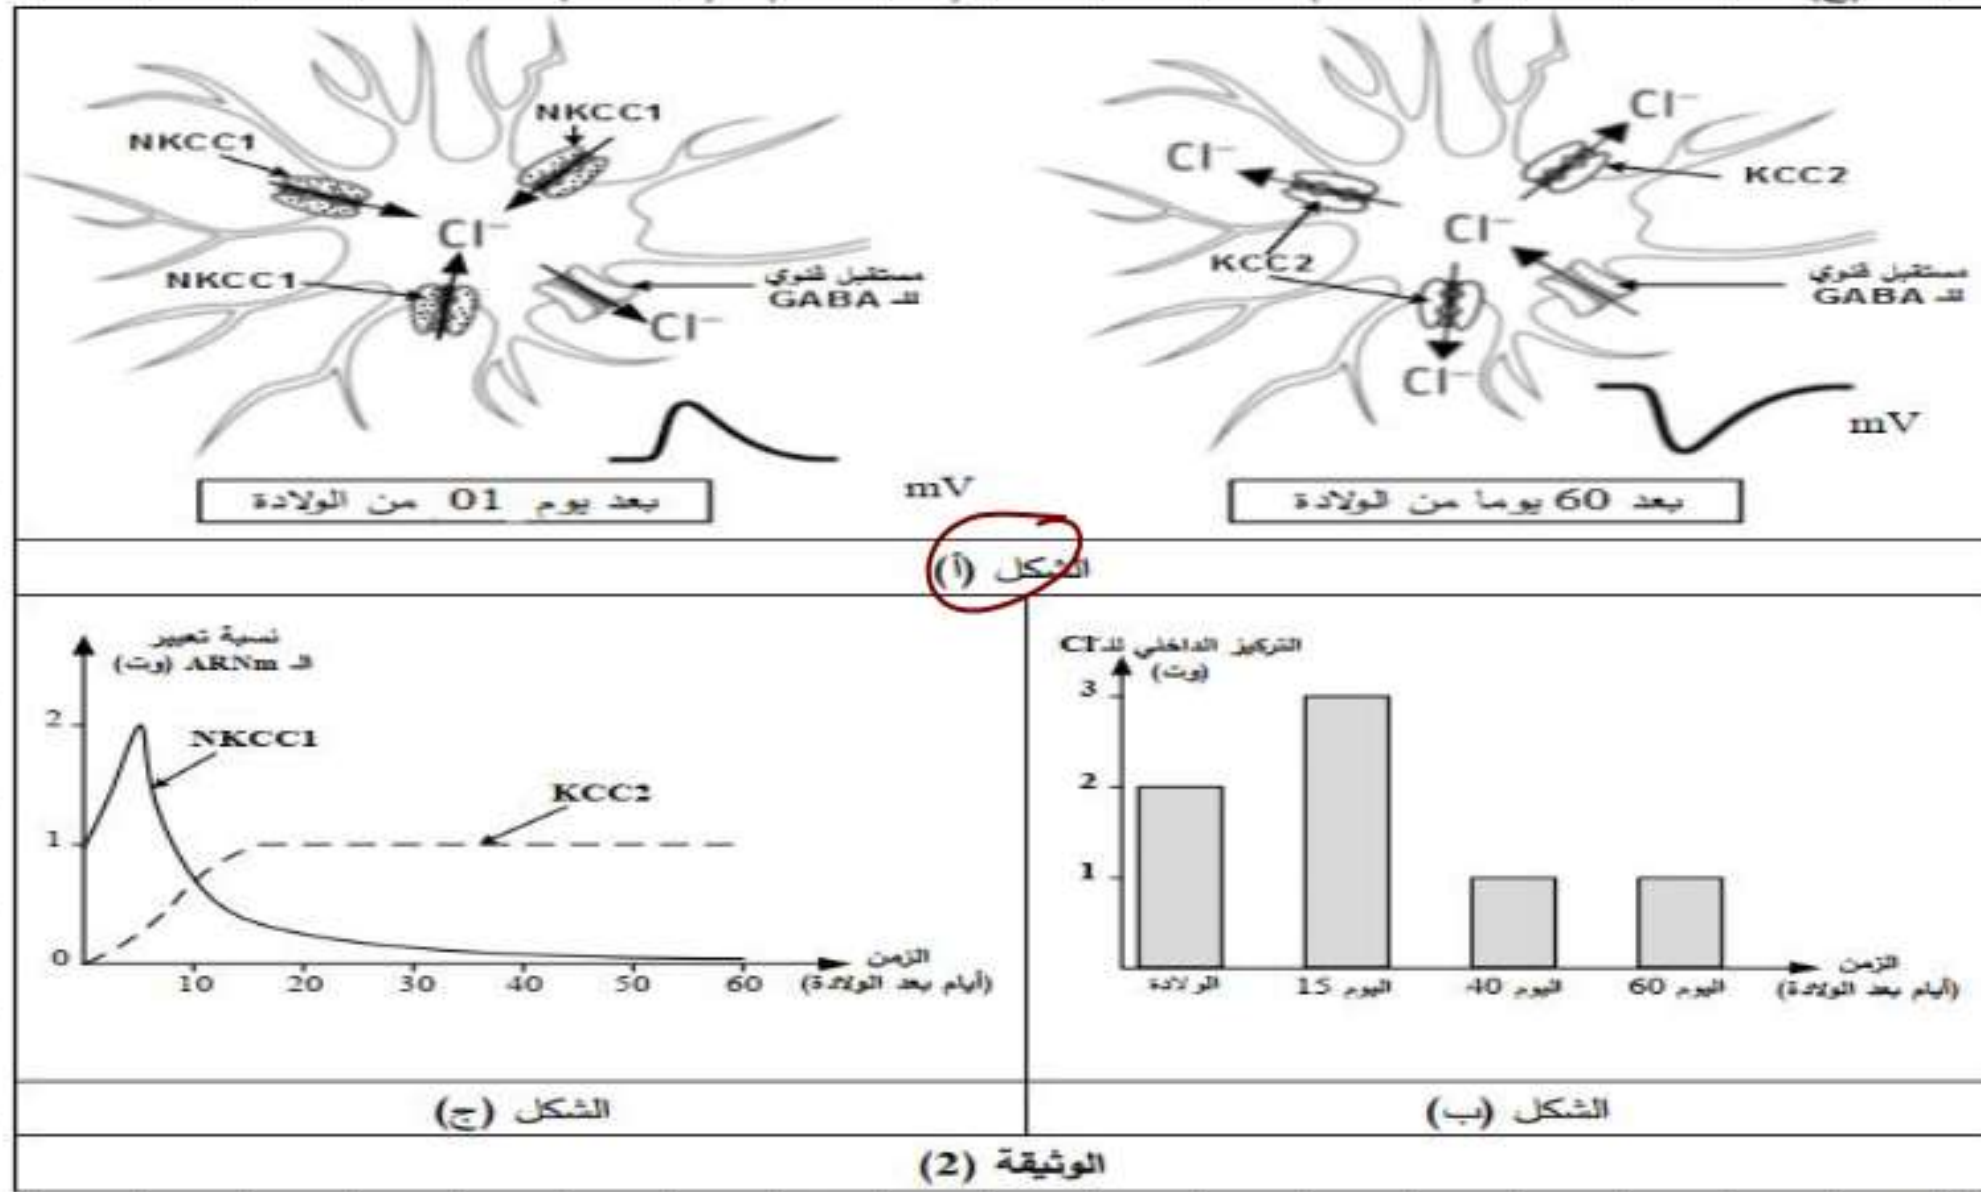 NKCC1
NKCC1
Cl⁻
NKCC1
مستقبل قنوي
للـ GABA
Cl⁻
mV
بعد يوم 01 من الولادة
Cl⁻
Cl⁻
KCC2
Cl⁻
KCC2
مستقبل قنوي
للـ GABA
Cl⁻
mV
بعد 60 يوما من الولادة
الشكل (أ)
التركيز الداخلي للـ Cl⁻
(وت)
3
2
1
الولادة
اليوم 15
اليوم 40
اليوم 60
الزمن
(أيام بعد الولادة)
الشكل (ب)
نسبة تعبير
الـ ARNm (وت)
2
1
0
NKCC1
KCC2
10 20 30 40 50 60
الزمن
(أيام بعد الولادة)
الشكل (ج)
الوثيقة (2)